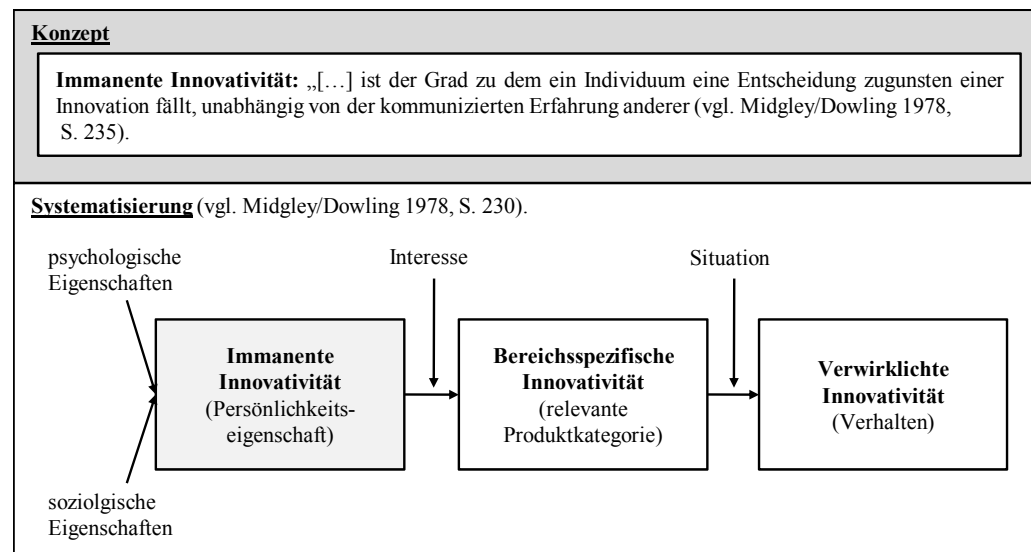 Konzept
Immanente Innovativität: „[…] ist der Grad zu dem ein Individuum eine Entscheidung zugunsten einer
Innovation fällt, unabhängig von der kommunizierten Erfahrung anderer (vgl. Midgley/Dowling 1978,
S. 235).
Systematisierung (vgl. Midgley/Dowling 1978, S. 230).
psychologische
Eigenschaften
Interesse
Situation
Immanente
Innovativität
(Persönlichkeits-
eigenschaft)
Bereichsspezifische
Innovativität
(relevante
Produktkategorie)
Verwirklichte
Innovativität
(Verhalten)
soziolgische
Eigenschaften